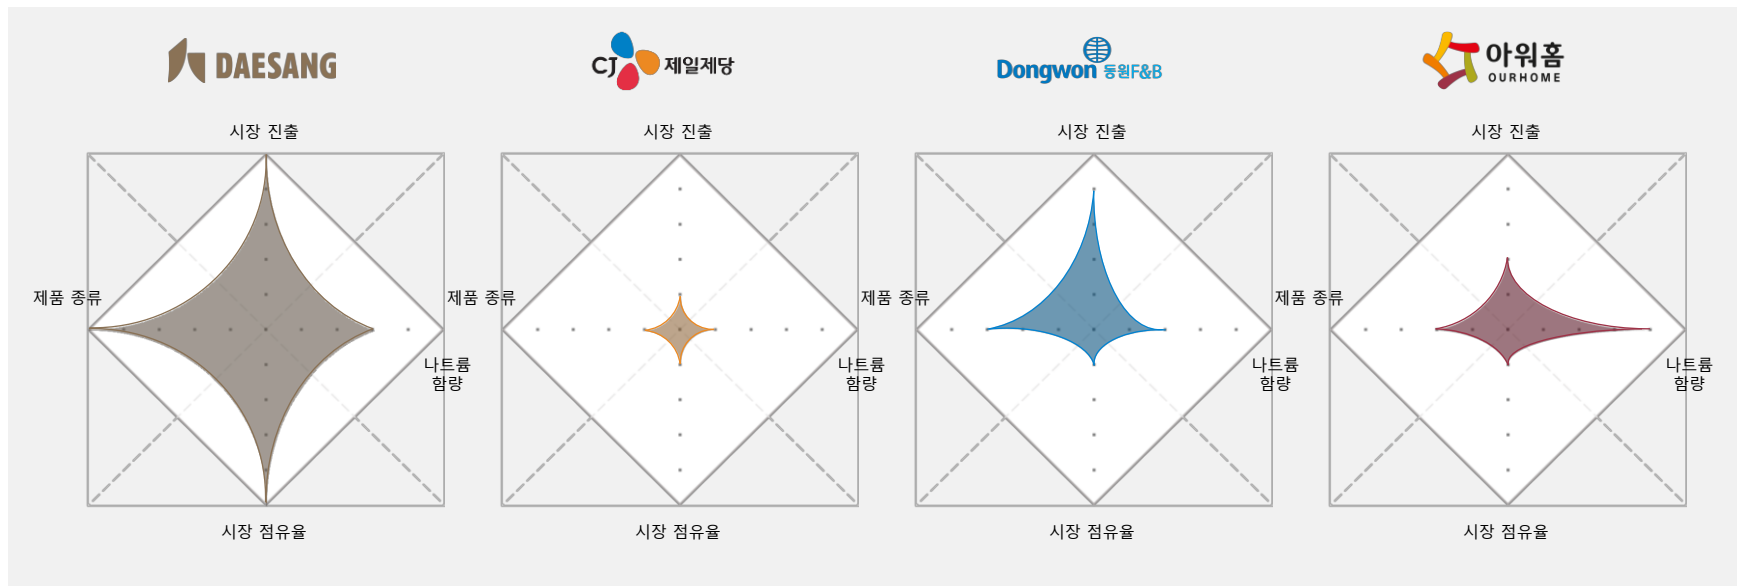 DAESANG
CJ 제일제당
Dongwon 동원F&B
아워홈
OURHOME
시장 진출
시장 진출
시장 진출
시장 진출
제품 종류
제품 종류
제품 종류
제품 종류
나트륨
함량
나트륨
함량
나트륨
함량
나트륨
함량
시장 점유율
시장 점유율
시장 점유율
시장 점유율